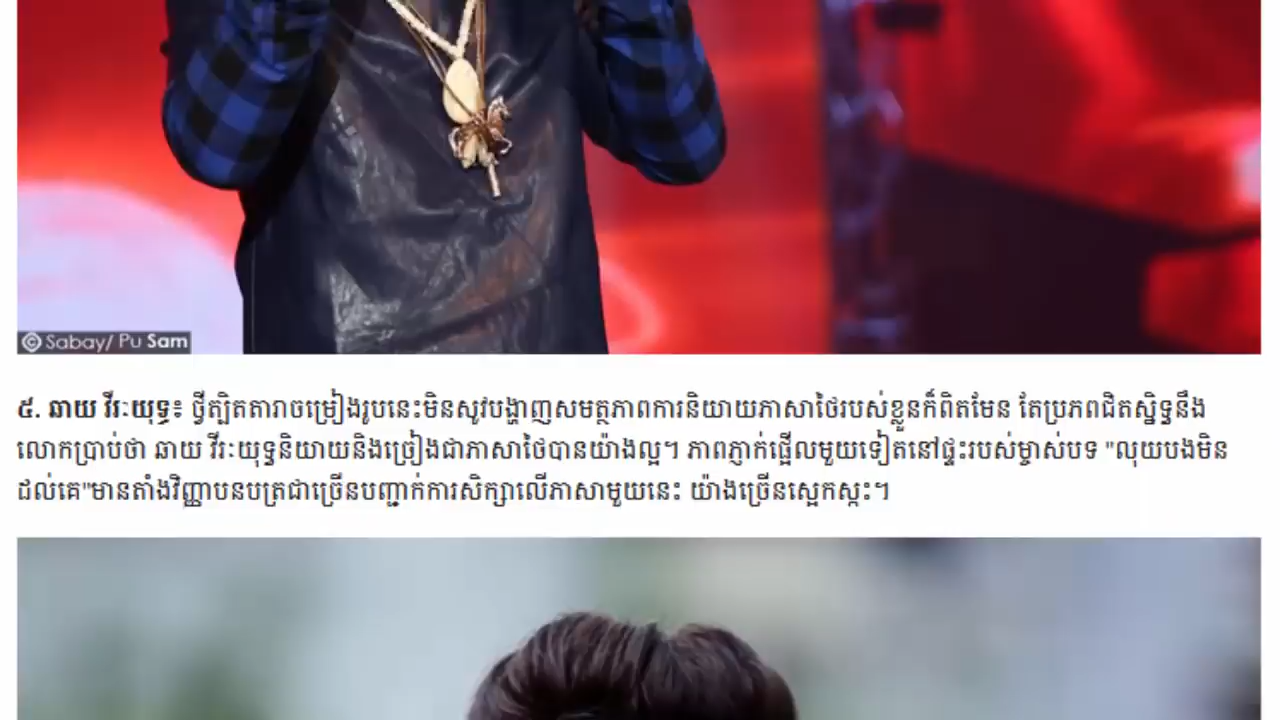 © Sabay/ Pu Sam
៥. ឆាយ វីរៈយុទ្ធ៖ ថ្វីត្បិតតារាចម្រៀងរូបនេះមិនសូវបង្ហាញសមត្ថភាពការនិយាយភាសាថៃរបស់ខ្លួនក៏ពិតមែន តែប្រភពជិតស្និទ្ធនឹង
លោកប្រាប់ថា ឆាយ វីរៈយុទ្ធនិយាយនិងច្រៀងជាភាសាថៃបានយ៉ាងល្អ។ ភាពភ្ញាក់ផ្អើលមួយទៀតនៅផ្ទះរបស់ម្ចាស់បទ "លុយបងមិន
ដល់គេ"មានតាំងវិញ្ញាបនបត្រជាច្រើនបញ្ជាក់ការសិក្សាលើភាសាមួយនេះ យ៉ាងច្រើនស្អេកស្កះ។